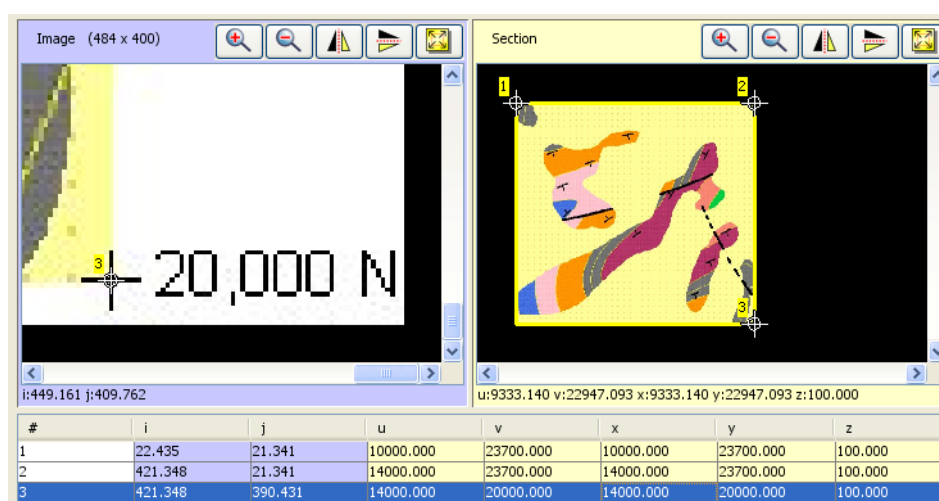 Image (484 x 400)
Section
3
20,000 N
1
2
3
i:449.161 j:409.762
u:9333.140 v:22947.093 x:9333.140 y:22947.093 z:100.000
# i j u v x y z
1 22.435 21.341 10000.000 23700.000 10000.000 23700.000 100.000
2 421.348 21.341 14000.000 23700.000 14000.000 23700.000 100.000
3 421.348 390.431 14000.000 20000.000 14000.000 20000.000 100.000